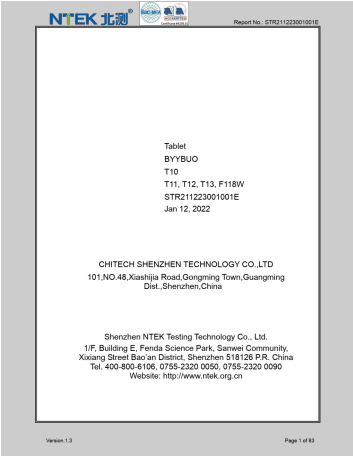 NTEK 北测®
ilac-MRA
ACCREDITED
Report No.: STR211223001001E
Tablet
BYYBUO
T10
T11, T12, T13, F118W
STR211223001001E
Jan 12, 2022
CHITECH SHENZHEN TECHNOLOGY CO.,LTD
101,NO.48,Xiashijia Road,Gongming Town,Guangming
Dist.,Shenzhen,China
Shenzhen NTEK Testing Technology Co., Ltd.
1/F, Building E, Fenda Science Park, Sanwei Community,
Xixiang Street Bao'an District, Shenzhen 518126 P.R. China
Tel. 400-800-6106, 0755-2320 0050, 0755-2320 0090
Website: http://www.ntek.org.cn
Version.1.3
Page 1 of 83